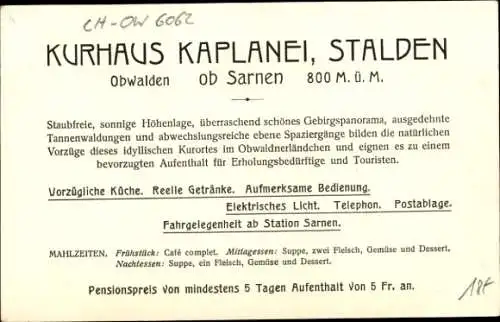 CH-OW 6062
KURHAUS KAPLANEI, STALDEN
Obwalden ob Sarnen 800 M. ü. M.
Staubfreie, sonnige Höhenlage, überraschend schönes Gebirgspanorama, ausgedehnte
Tannenwaldungen und abwechslungsreiche ebene Spaziergänge bilden die natürlichen
Vorzüge dieses idyllischen Kurortes im Obwaldnerländchen und eignen es zu einem
bevorzugten Aufenthalt für Erholungsbedürftige und Touristen.
Vorzügliche Küche. Reelle Getränke. Aufmerksame Bedienung.
Elektrisches Licht. Telephon. Postablage.
Fahrgelegenheit ab Station Sarnen.
MAHLZEITEN. Frühstück: Café complet. Mittagessen: Suppe, zwei Fleisch, Gemüse und Dessert.
Nachtessen: Suppe, ein Fleisch, Gemüse und Dessert.
Pensionspreis von mindestens 5 Tagen Aufenthalt von 5 Fr. an.